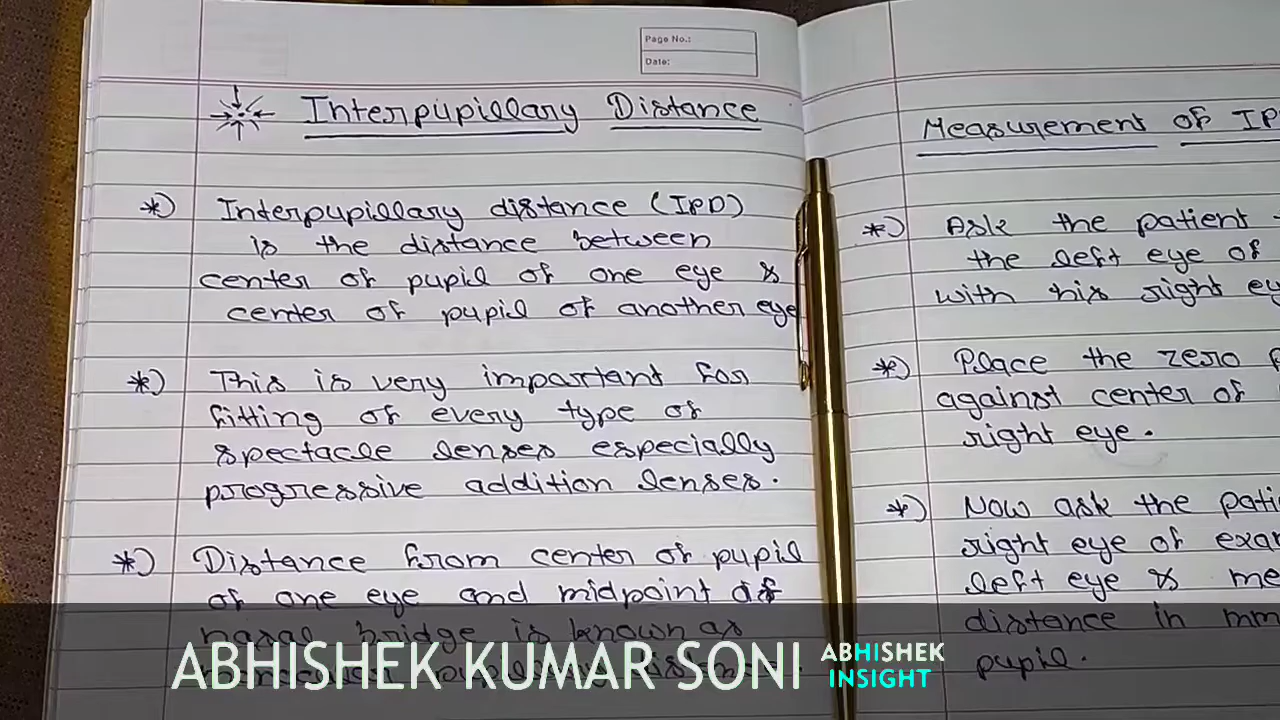 Page No.:
Date:
Interpupillary Distance
*) Interpupillary distance (IPD)
is the distance between
center of pupil of one eye &
center of pupil of another eye
*) This is very important for
fitting of every type of
spectacle lenses especially
progressive addition lenses.
*) Distance from center of pupil
of one eye and midpoint of
nasal bridge is known as
Measurement of IP
*) Ask the patient
the left eye of
with his right ey
*) Place the zero
against center of
right eye.
*) Now ask the pati
right eye of exa
left eye & me
distance in mm
pupil.
ABHISHEK KUMAR SONI
ABHISHEK
INSIGHT